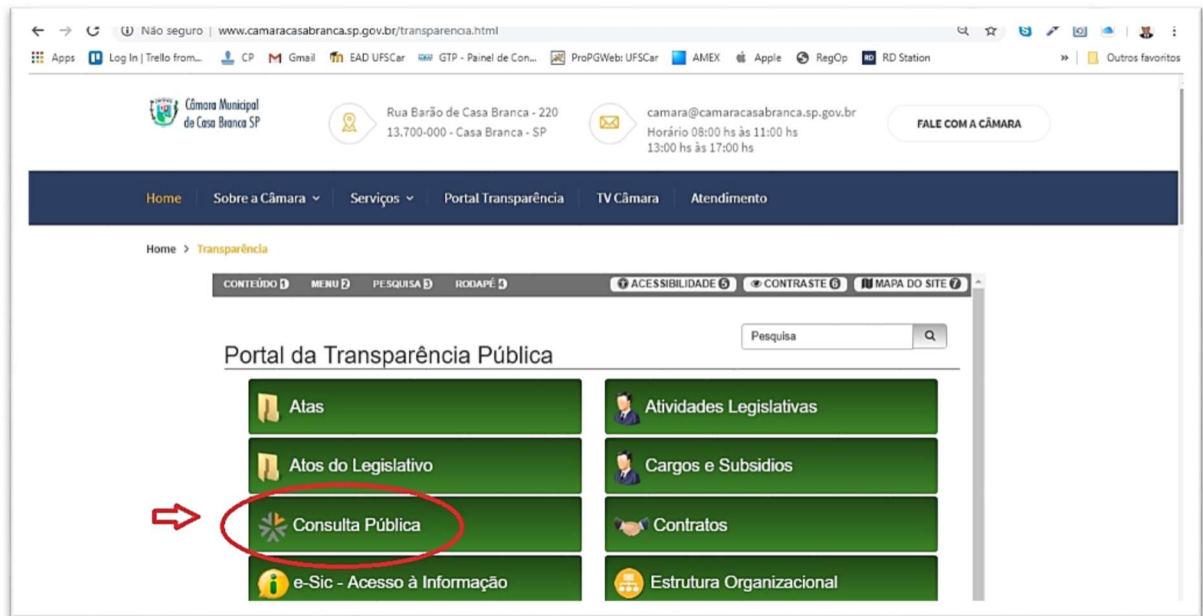 Não seguro | www.camaracasabranca.sp.gov.br/transparencia.html
Apps Log In | Trello from... CP Gmail EAD UFSCar GTP - Painel de Con... ProPGWeb: UFSCar AMEX Apple RegOp RD Station » Outros favoritos
Câmara Municipal
de Casa Branca SP
Rua Barão de Casa Branca - 220
13.700-000 - Casa Branca - SP
camara@camaracasabranca.sp.gov.br
Horário 08:00 hs às 11:00 hs
13:00 hs às 17:00 hs
FALE COM A CÂMARA
Home Sobre a Câmara Serviços Portal Transparência TV Câmara Atendimento
Home > Transparência
CONTEÚDO 1 MENU 2 PESQUISA 3 RODAPÉ 4 ACESSIBILIDADE 5 CONTRASTE 6 MAPA DO SITE 7
Pesquisa
Portal da Transparência Pública
Atas Atividades Legislativas
Atos do Legislativo Cargos e Subsidios
Consulta Pública Contratos
e-Sic - Acesso à Informação Estrutura Organizacional